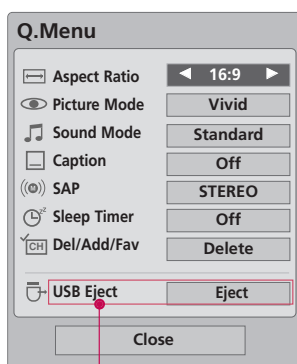 Q.Menu
Aspect Ratio ◄ 16:9 ►
Picture Mode Vivid
Sound Mode Standard
Caption Off
SAP STEREO
Sleep Timer Off
CH Del/Add/Fav Delete
USB Eject Eject
Close